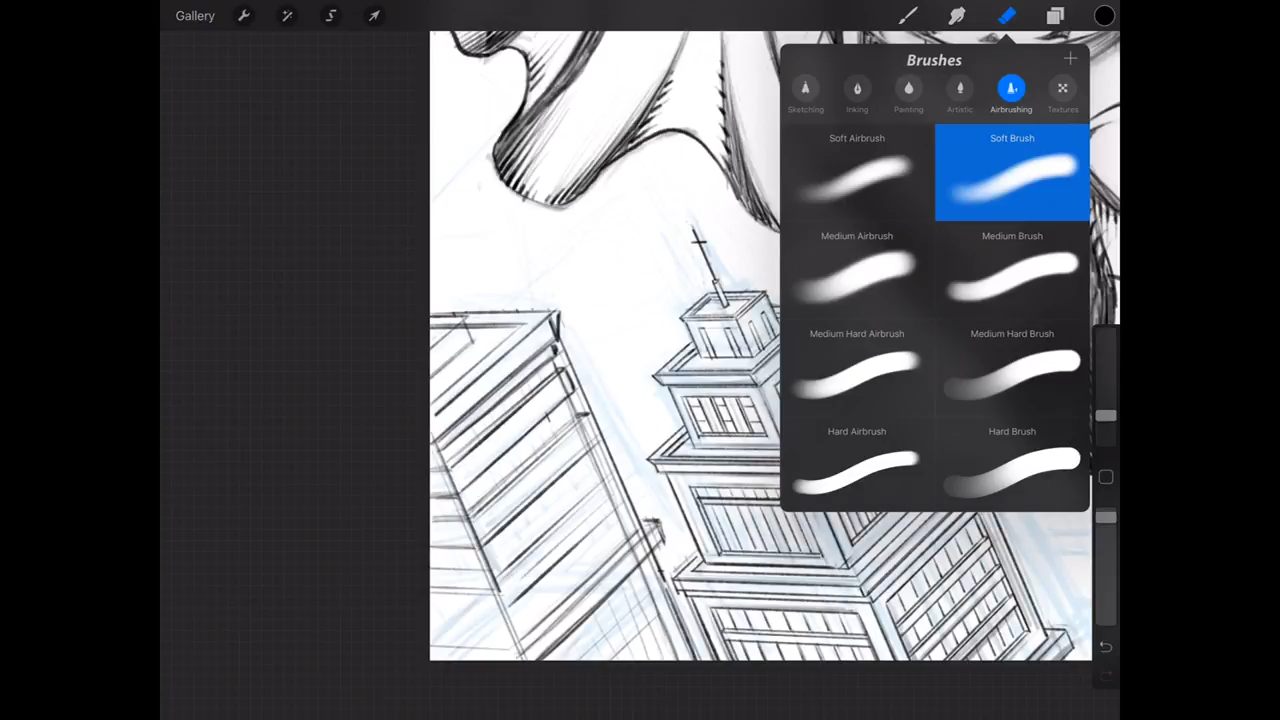 Gallery
Brushes
Sketching Inking Painting Artistic Airbrushing Textures
Soft Airbrush Soft Brush
Medium Airbrush Medium Brush
Medium Hard Airbrush Medium Hard Brush
Hard Airbrush Hard Brush